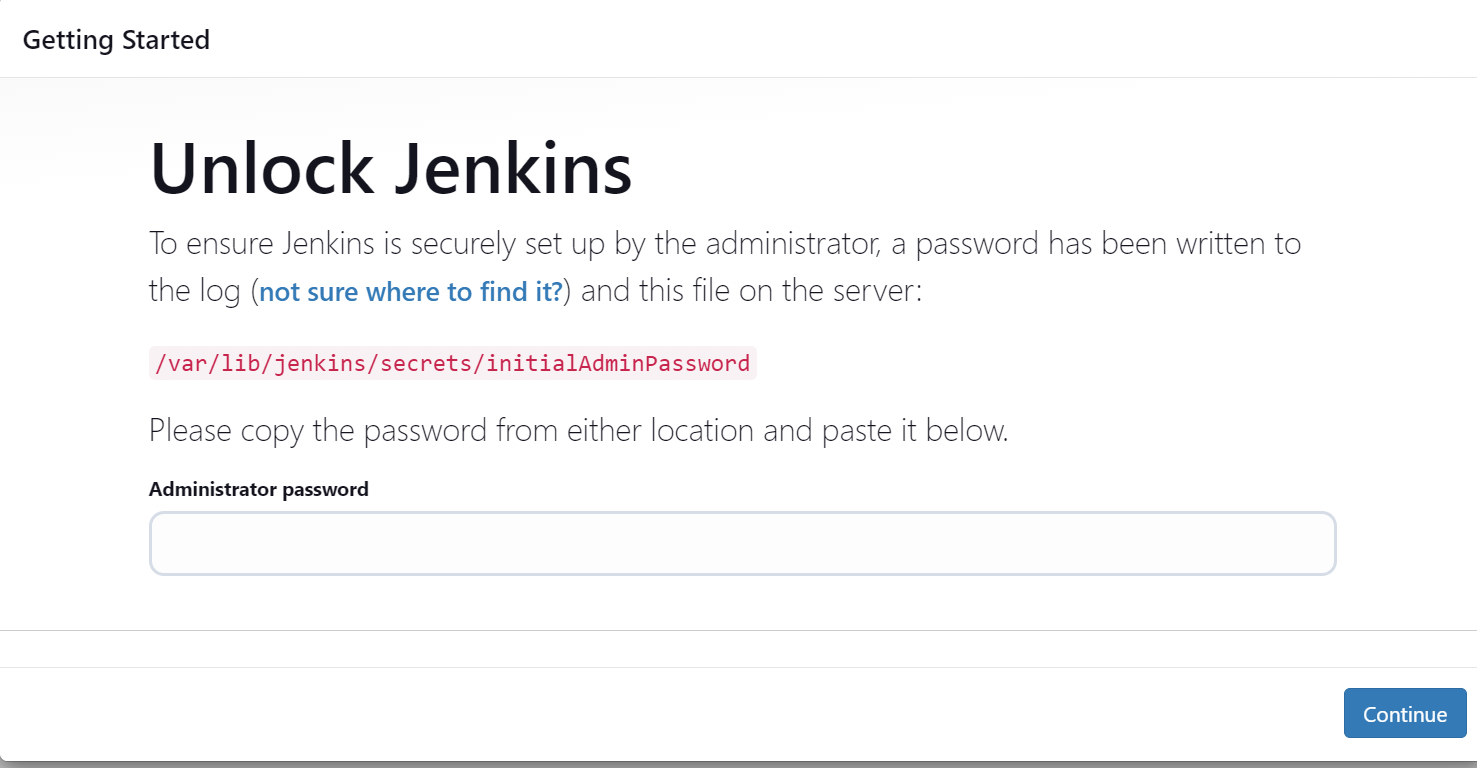 Getting Started
Unlock Jenkins
To ensure Jenkins is securely set up by the administrator, a password has been written to
the log (not sure where to find it?) and this file on the server:
/var/lib/jenkins/secrets/initialAdminPassword
Please copy the password from either location and paste it below.
Administrator password
Continue